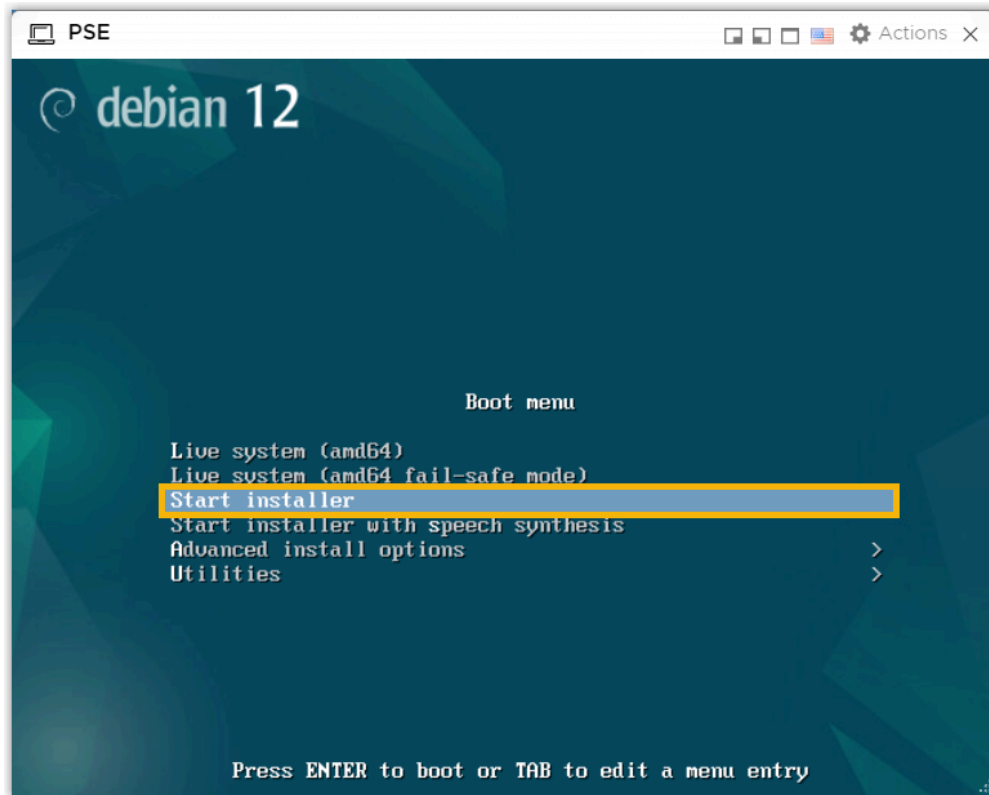 PSE
Actions
debian 12
Boot menu
Live system (amd64)
Live system (amd64 fail-safe mode)
Start installer
Start installer with speech synthesis
Advanced install options >
Utilities >
Press ENTER to boot or TAB to edit a menu entry